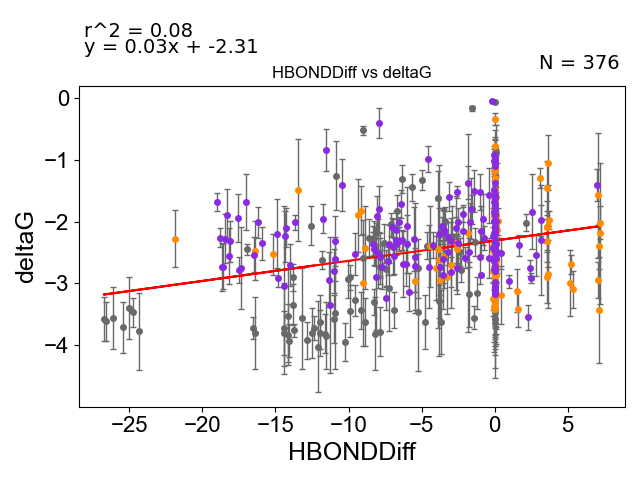 r^2 = 0.08
y = 0.03x + -2.31
N = 376
HBONDDiff vs deltaG
deltaG
0
−1
−2
−3
−4
−25
−20
−15
−10
−5
0
5
HBONDDiff